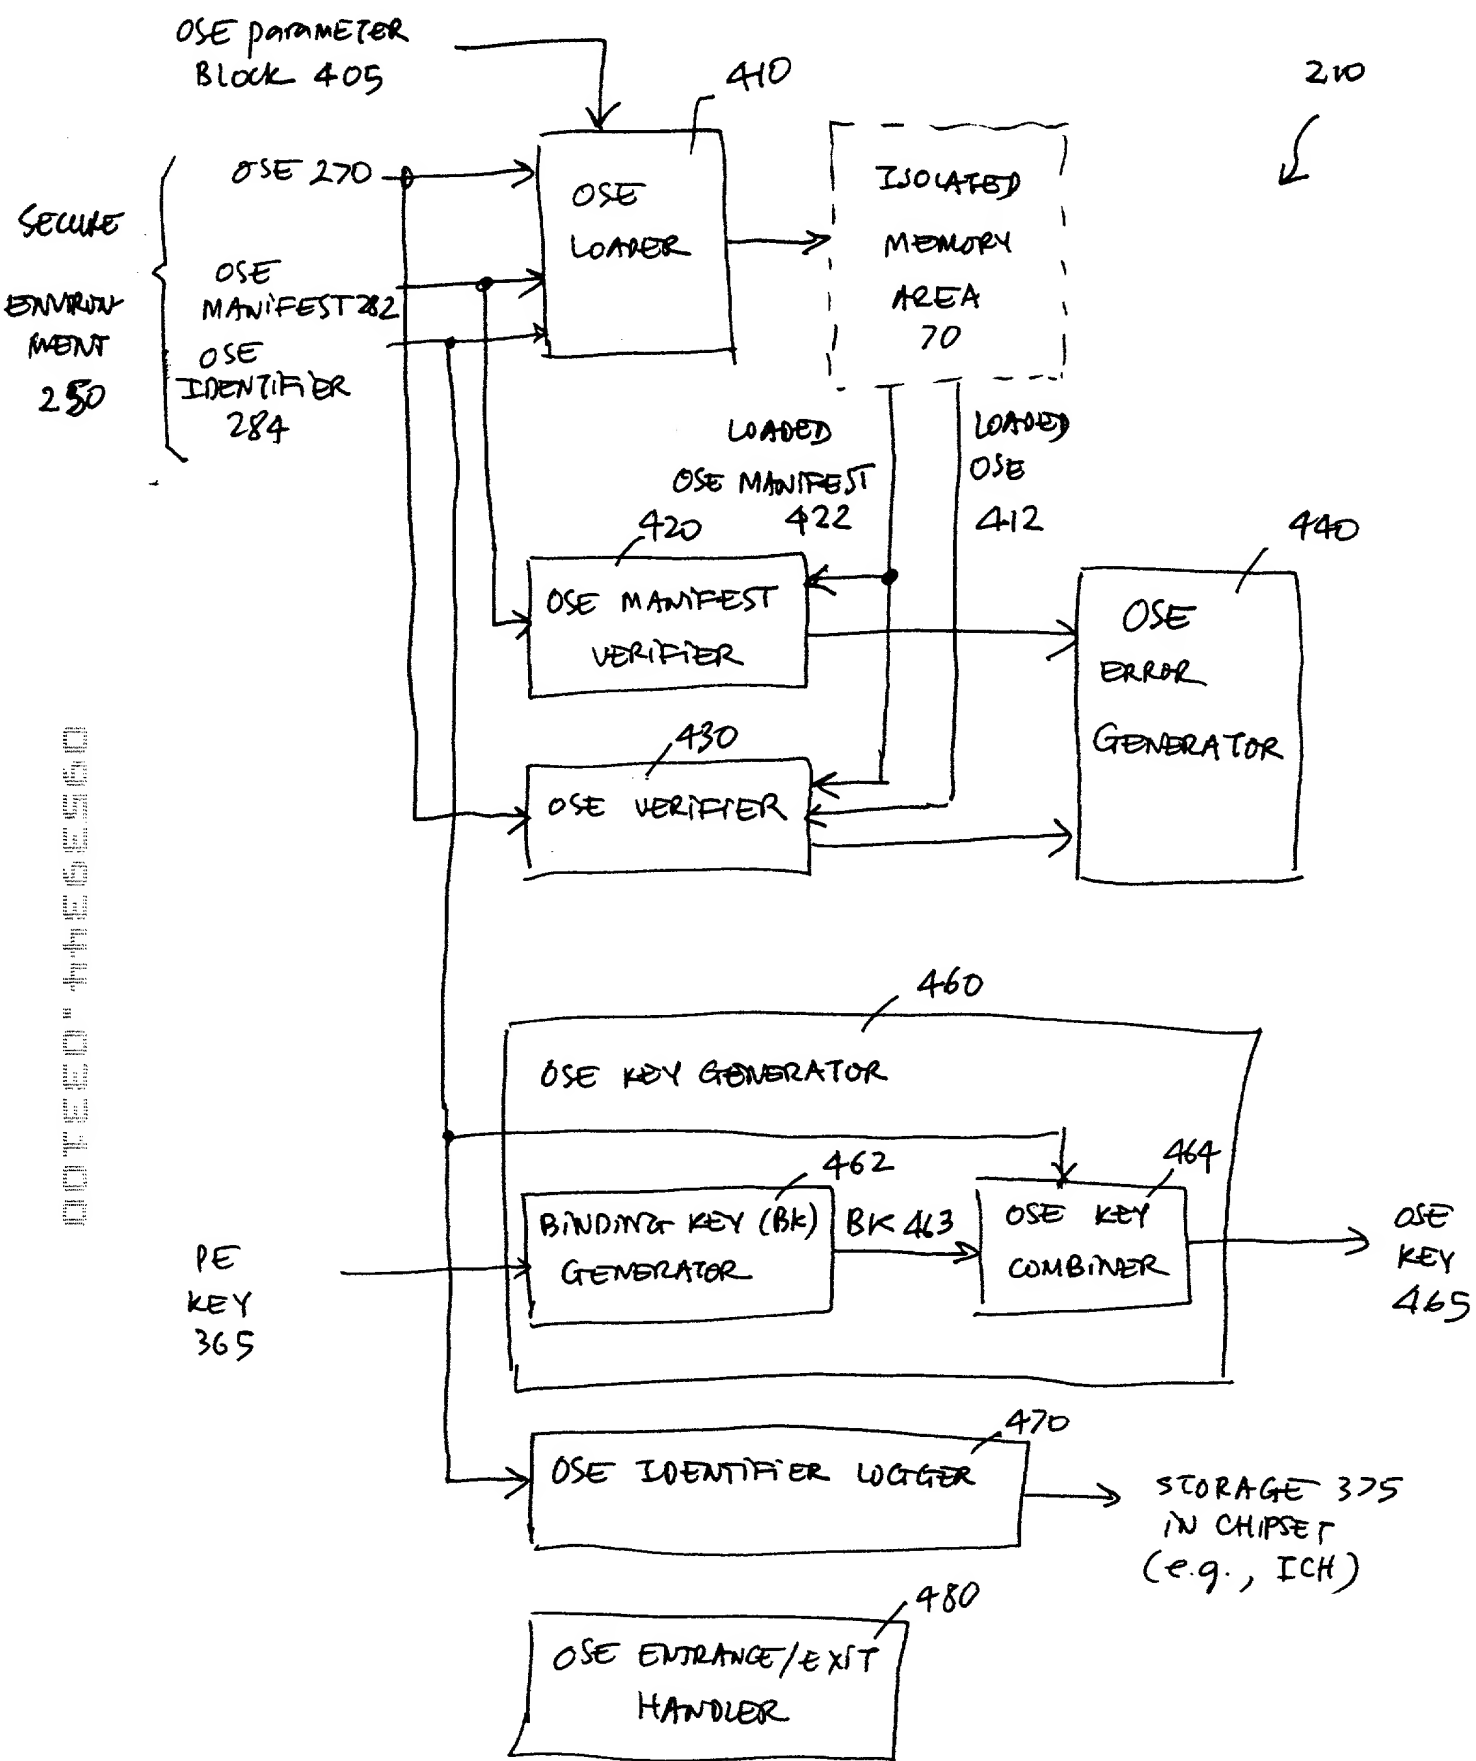 OSE parameter
Block 405
410
210
SECURE
ENVIRON-
MENT
250
OSE 270
OSE
MANIFEST 282
OSE
IDENTIFIER
284
OSE
LOADER
ISOLATED
MEMORY
AREA
70
LOADED
OSE MANIFEST
422
LOADED
OSE
412
420
OSE MANIFEST
VERIFIER
430
OSE VERIFIER
440
OSE
ERROR
GENERATOR
460
OSE KEY GENERATOR
462
BINDING KEY (BK)
GENERATOR
BK 463
464
OSE KEY
COMBINER
PE
KEY
365
OSE
KEY
465
470
OSE IDENTIFIER LOGGER
STORAGE 375
IN CHIPSET
(e.g., ICH)
480
OSE ENTRANCE/EXIT
HANDLER